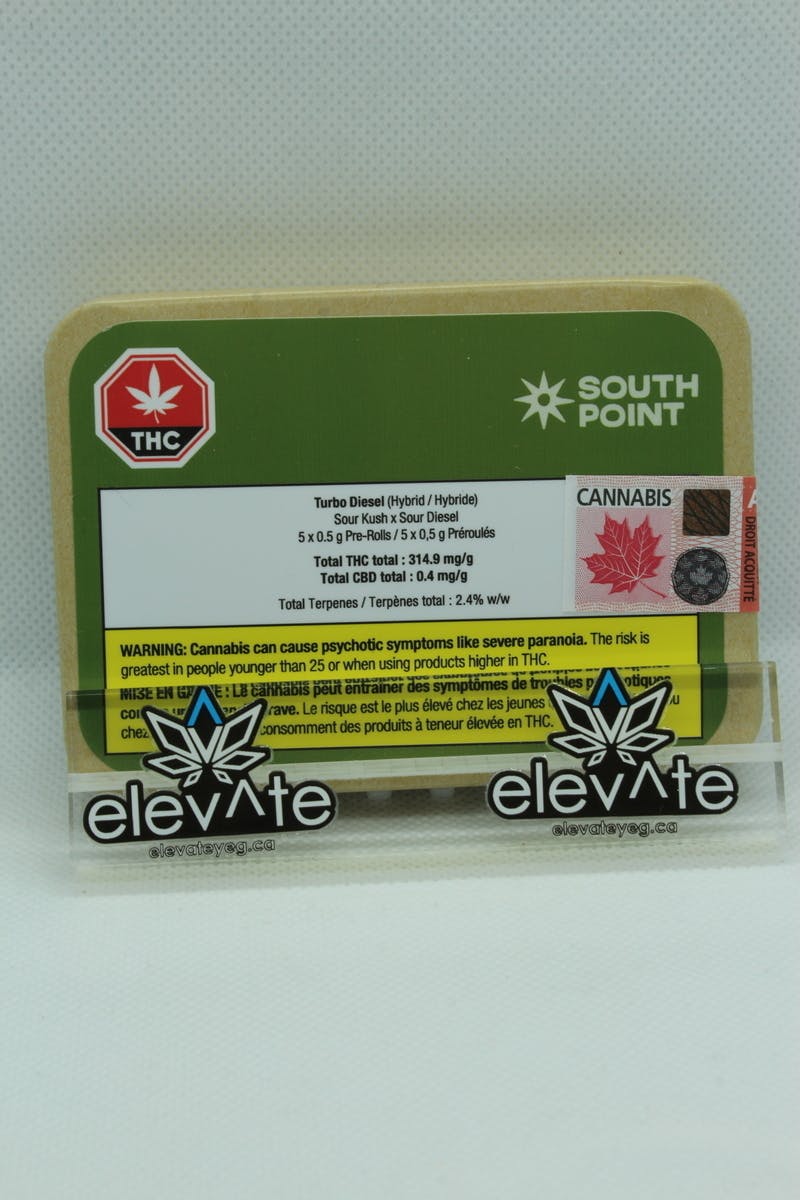 THC
SOUTH
POINT
Turbo Diesel (Hybrid / Hybride)
Sour Kush x Sour Diesel
5 x 0.5 g Pre-Rolls / 5 x 0,5 g Préroulés
Total THC total : 314.9 mg/g
Total CBD total : 0.4 mg/g
Total Terpenes / Terpènes total : 2.4% w/w
CANNABIS
DROIT ACQUITTÉ
WARNING: Cannabis can cause psychotic symptoms like severe paranoia. The risk is
greatest in people younger than 25 or when using products higher in THC.
MISE EN GARDE : Le cannabis peut entraîner des symptômes de troubles psychotiques
Le risque est le plus élevé chez les jeunes
consomment des produits à teneur élevée en THC.
elev^te
elevateyeg.ca
elev^te
elevateyeg.ca